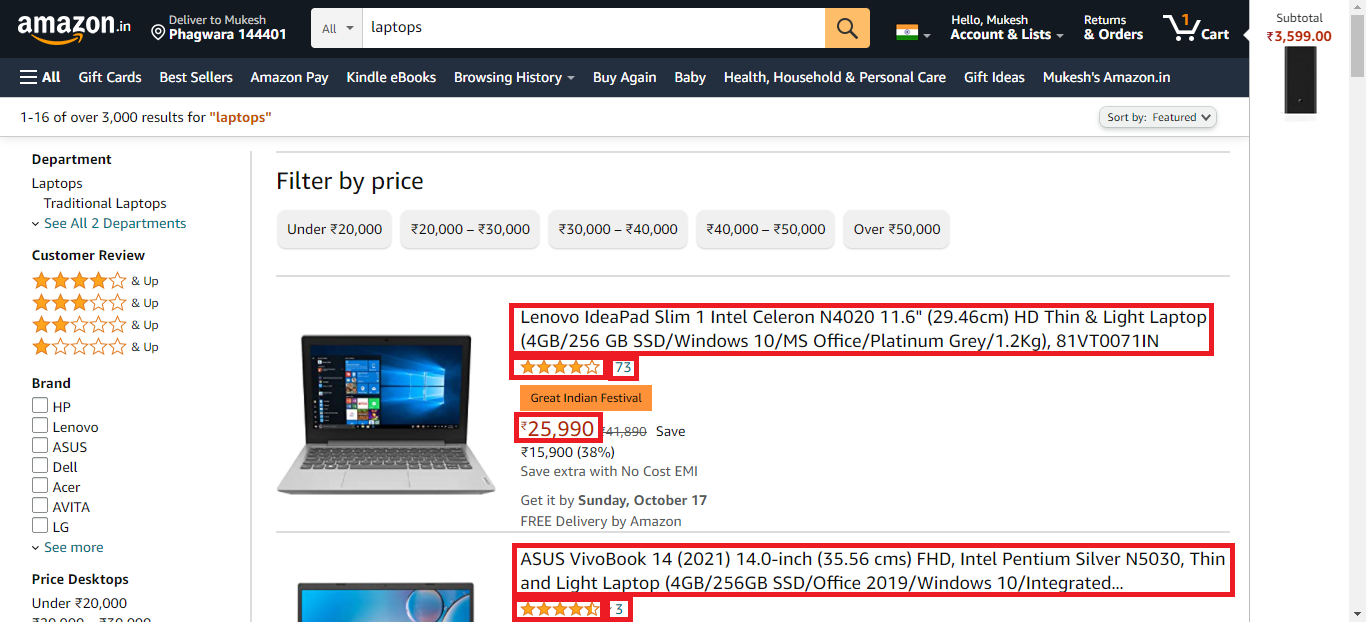 amazon.in
Deliver to Mukesh
Phagwara 144401
All
laptops
Hello, Mukesh
Account & Lists
Returns
& Orders
1
Cart
Subtotal
₹3,599.00
All
Gift Cards
Best Sellers
Amazon Pay
Kindle eBooks
Browsing History
Buy Again
Baby
Health, Household & Personal Care
Gift Ideas
Mukesh's Amazon.in
1-16 of over 3,000 results for "laptops"
Sort by: Featured
Department
Laptops
Traditional Laptops
See All 2 Departments
Customer Review
& Up
& Up
& Up
& Up
Brand
HP
Lenovo
ASUS
Dell
Acer
AVITA
LG
See more
Price Desktops
Under ₹20,000
₹20,000 – ₹30,000
Filter by price
Under ₹20,000
₹20,000 – ₹30,000
₹30,000 – ₹40,000
₹40,000 – ₹50,000
Over ₹50,000
Lenovo IdeaPad Slim 1 Intel Celeron N4020 11.6" (29.46cm) HD Thin & Light Laptop
(4GB/256 GB SSD/Windows 10/MS Office/Platinum Grey/1.2Kg), 81VT0071IN
73
Great Indian Festival
₹25,990 ₹41,890 Save
₹15,900 (38%)
Save extra with No Cost EMI
Get it by Sunday, October 17
FREE Delivery by Amazon
ASUS VivoBook 14 (2021) 14.0-inch (35.56 cms) FHD, Intel Pentium Silver N5030, Thin
and Light Laptop (4GB/256GB SSD/Office 2019/Windows 10/Integrated...
3